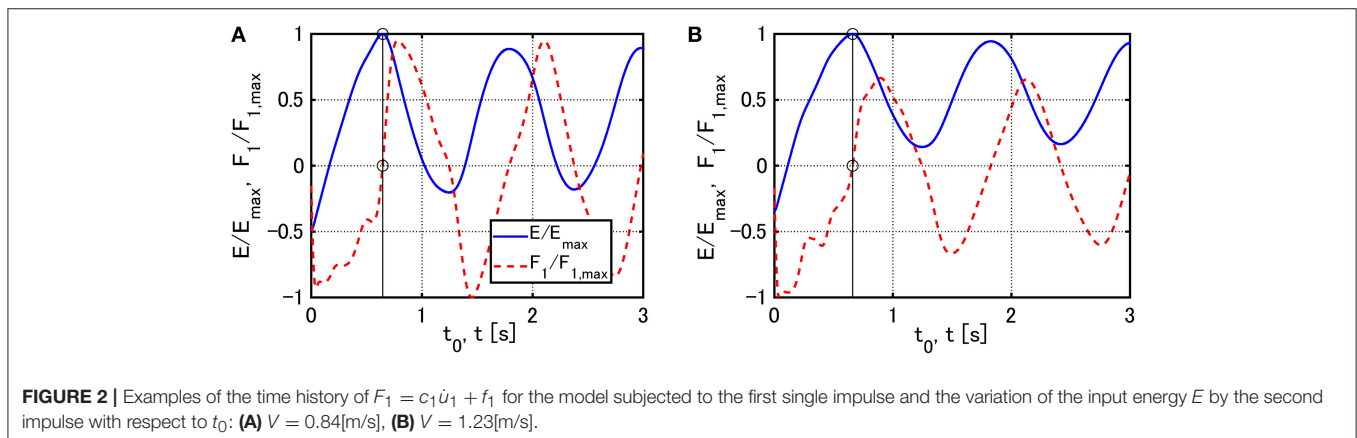 A
E/E_max, F_1/F_1,max
1
0.5
0
−0.5
−1
E/E_max
F_1/F_1,max
0 1 2 3
t_0, t [s]
B
E/E_max, F_1/F_1,max
1
0.5
0
−0.5
−1
0 1 2 3
t_0, t [s]
FIGURE 2 | Examples of the time history of F_1 = c_1u̇_1 + f_1 for the model subjected to the first single impulse and the variation of the input energy E by the second
impulse with respect to t_0: (A) V = 0.84[m/s], (B) V = 1.23[m/s].